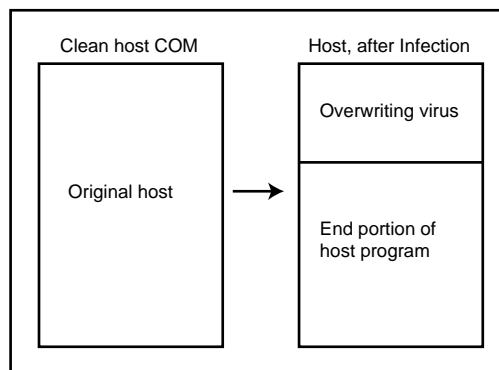 Clean host COM
Host, after Infection
Original host
Overwriting virus
End portion of
host program